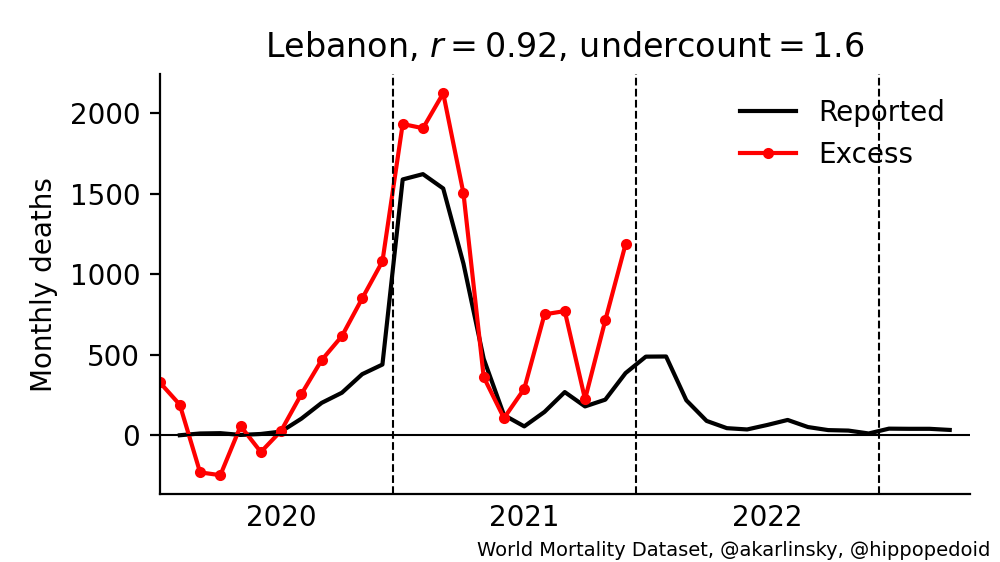 Lebanon, r = 0.92, undercount = 1.6
Monthly deaths
2000
1500
1000
500
0
Reported
Excess
2020 2021 2022
World Mortality Dataset, @akarlinsky, @hippopedoid